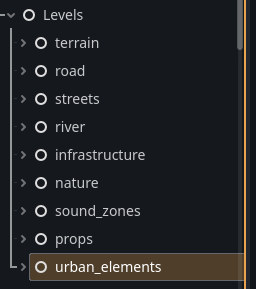 Levels
terrain
road
streets
river
infrastructure
nature
sound_zones
props
urban_elements